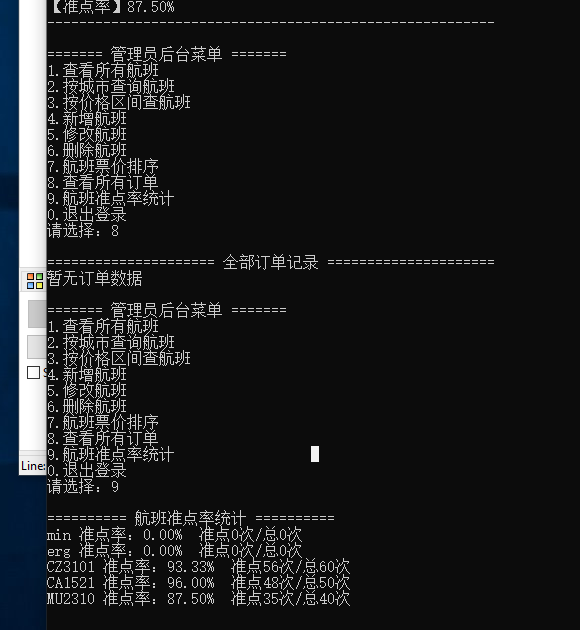 【准点率】87.50%
--------------------------------------------------------
======= 管理员后台菜单 =======
1.查看所有航班
2.按城市查询航班
3.按价格区间查航班
4.新增航班
5.修改航班
6.删除航班
7.航班票价排序
8.查看所有订单
9.航班准点率统计
0.退出登录
请选择：8
===================== 全部订单记录 =====================
暂无订单数据
======= 管理员后台菜单 =======
1.查看所有航班
2.按城市查询航班
3.按价格区间查航班
4.新增航班
5.修改航班
6.删除航班
7.航班票价排序
8.查看所有订单
9.航班准点率统计
0.退出登录
Line:
请选择：9
========== 航班准点率统计 ==========
min 准点率：0.00%  准点0次/总0次
erg 准点率：0.00%  准点0次/总0次
CZ3101 准点率：93.33%  准点56次/总60次
CA1521 准点率：96.00%  准点48次/总50次
MU2310 准点率：87.50%  准点35次/总40次